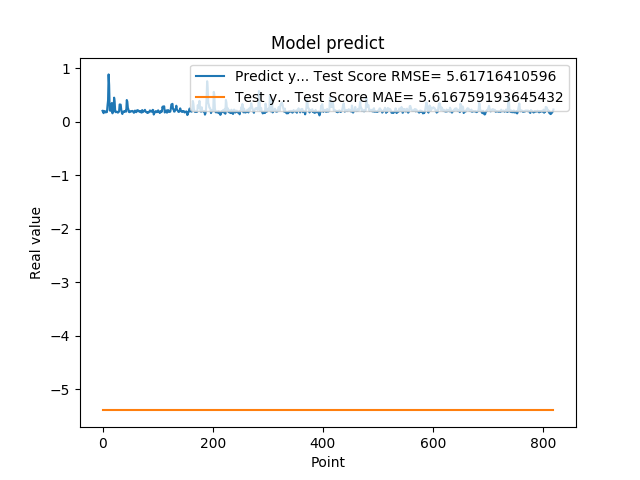 Model predict
Predict y... Test Score RMSE= 5.61716410596
Test y... Test Score MAE= 5.616759193645432
1
0
−1
−2
−3
−4
−5
Real value
0 200 400 600 800
Point